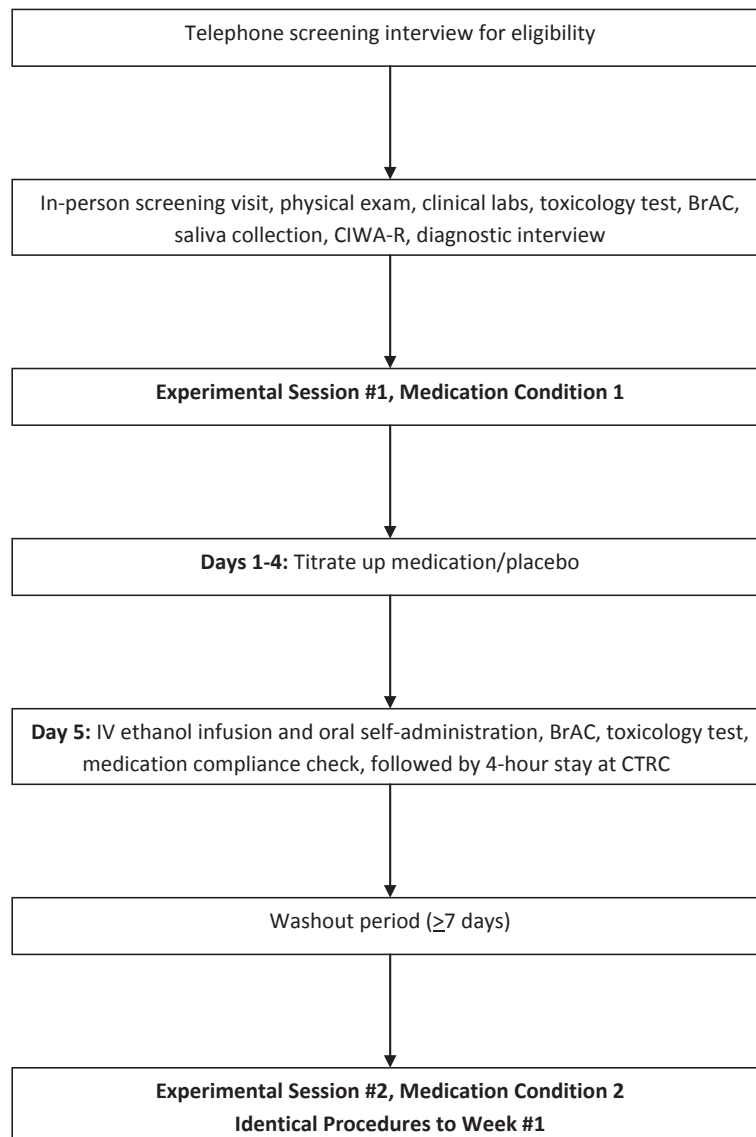 Telephone screening interview for eligibility
In-person screening visit, physical exam, clinical labs, toxicology test, BrAC,
saliva collection, CIWA-R, diagnostic interview
Experimental Session #1, Medication Condition 1
Days 1-4: Titrate up medication/placebo
Day 5: IV ethanol infusion and oral self-administration, BrAC, toxicology test,
medication compliance check, followed by 4-hour stay at CTRC
Washout period (>7 days)
Experimental Session #2, Medication Condition 2
Identical Procedures to Week #1